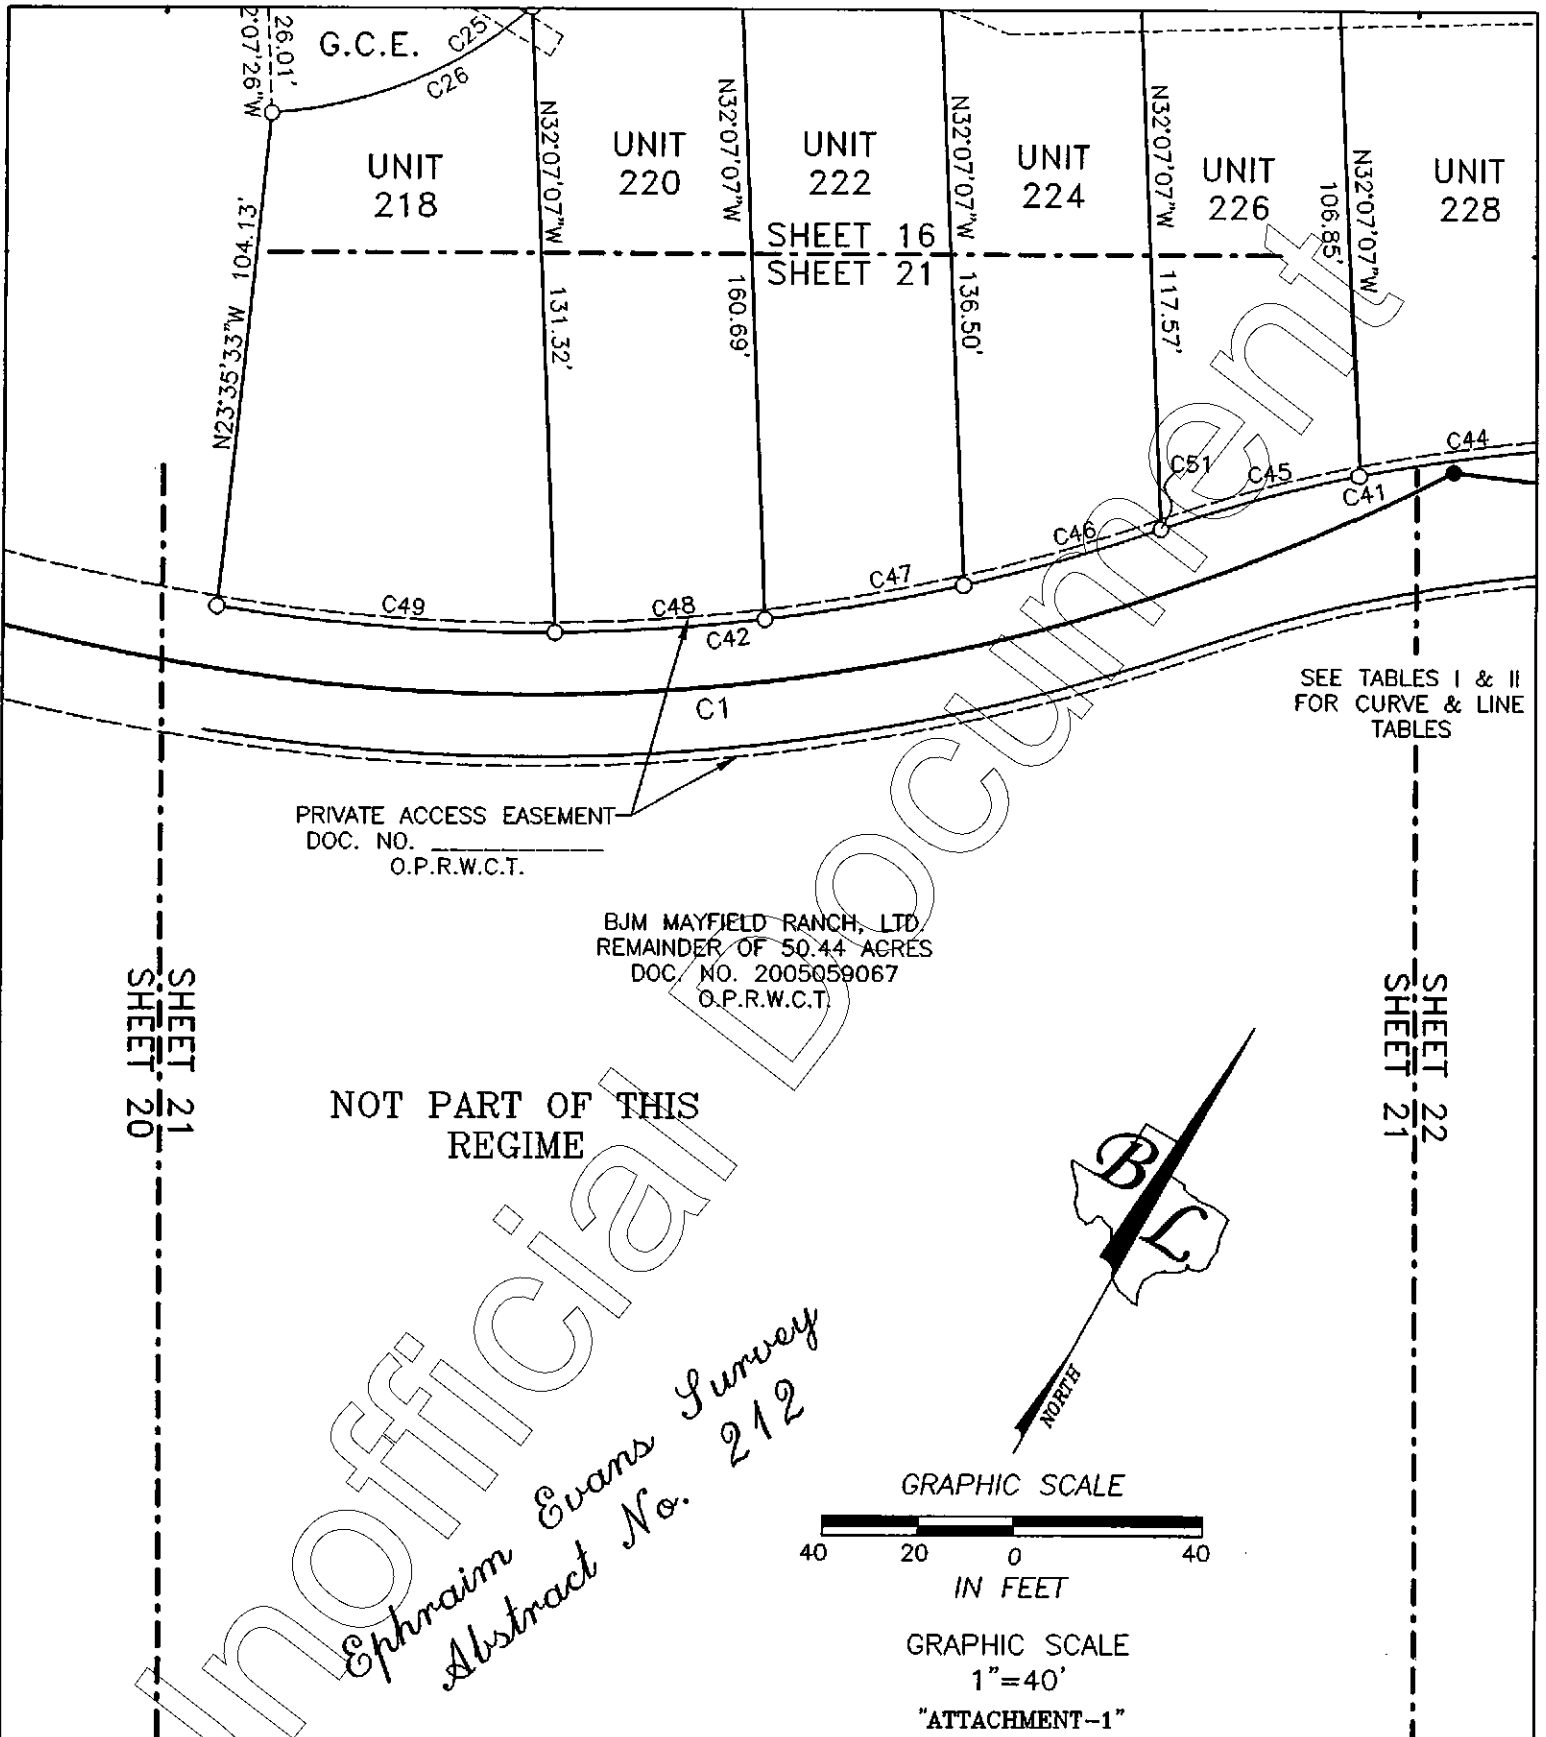 26.01'
2°07'26"W
G.C.E.
C25
C26
UNIT
218
UNIT
220
UNIT
222
UNIT
224
UNIT
226
UNIT
228
N32°07'07"W
131.32'
N32°07'07"W
160.69'
N32°07'07"W
136.50'
N32°07'07"W
117.57'
N32°07'07"W
106.85'
N23°35'33"W 104.13'
SHEET 16
SHEET 21
C44
C51
C45
C41
C46
C47
C48
C49
C42
C1
SEE TABLES I & II
FOR CURVE & LINE
TABLES
PRIVATE ACCESS EASEMENT
DOC. NO. ____________
O.P.R.W.C.T.
BJM MAYFIELD RANCH, LTD.
REMAINDER OF 50.44 ACRES
DOC. NO. 2005059067
O.P.R.W.C.T.
SHEET 21
SHEET 20
SHEET 22
SHEET 21
NOT PART OF THIS
REGIME
B
L
NORTH
Ephraim Evans Survey
Abstract No. 212
GRAPHIC SCALE
40 20 0 40
IN FEET
GRAPHIC SCALE
1"=40'
"ATTACHMENT-1"
Unofficial Document